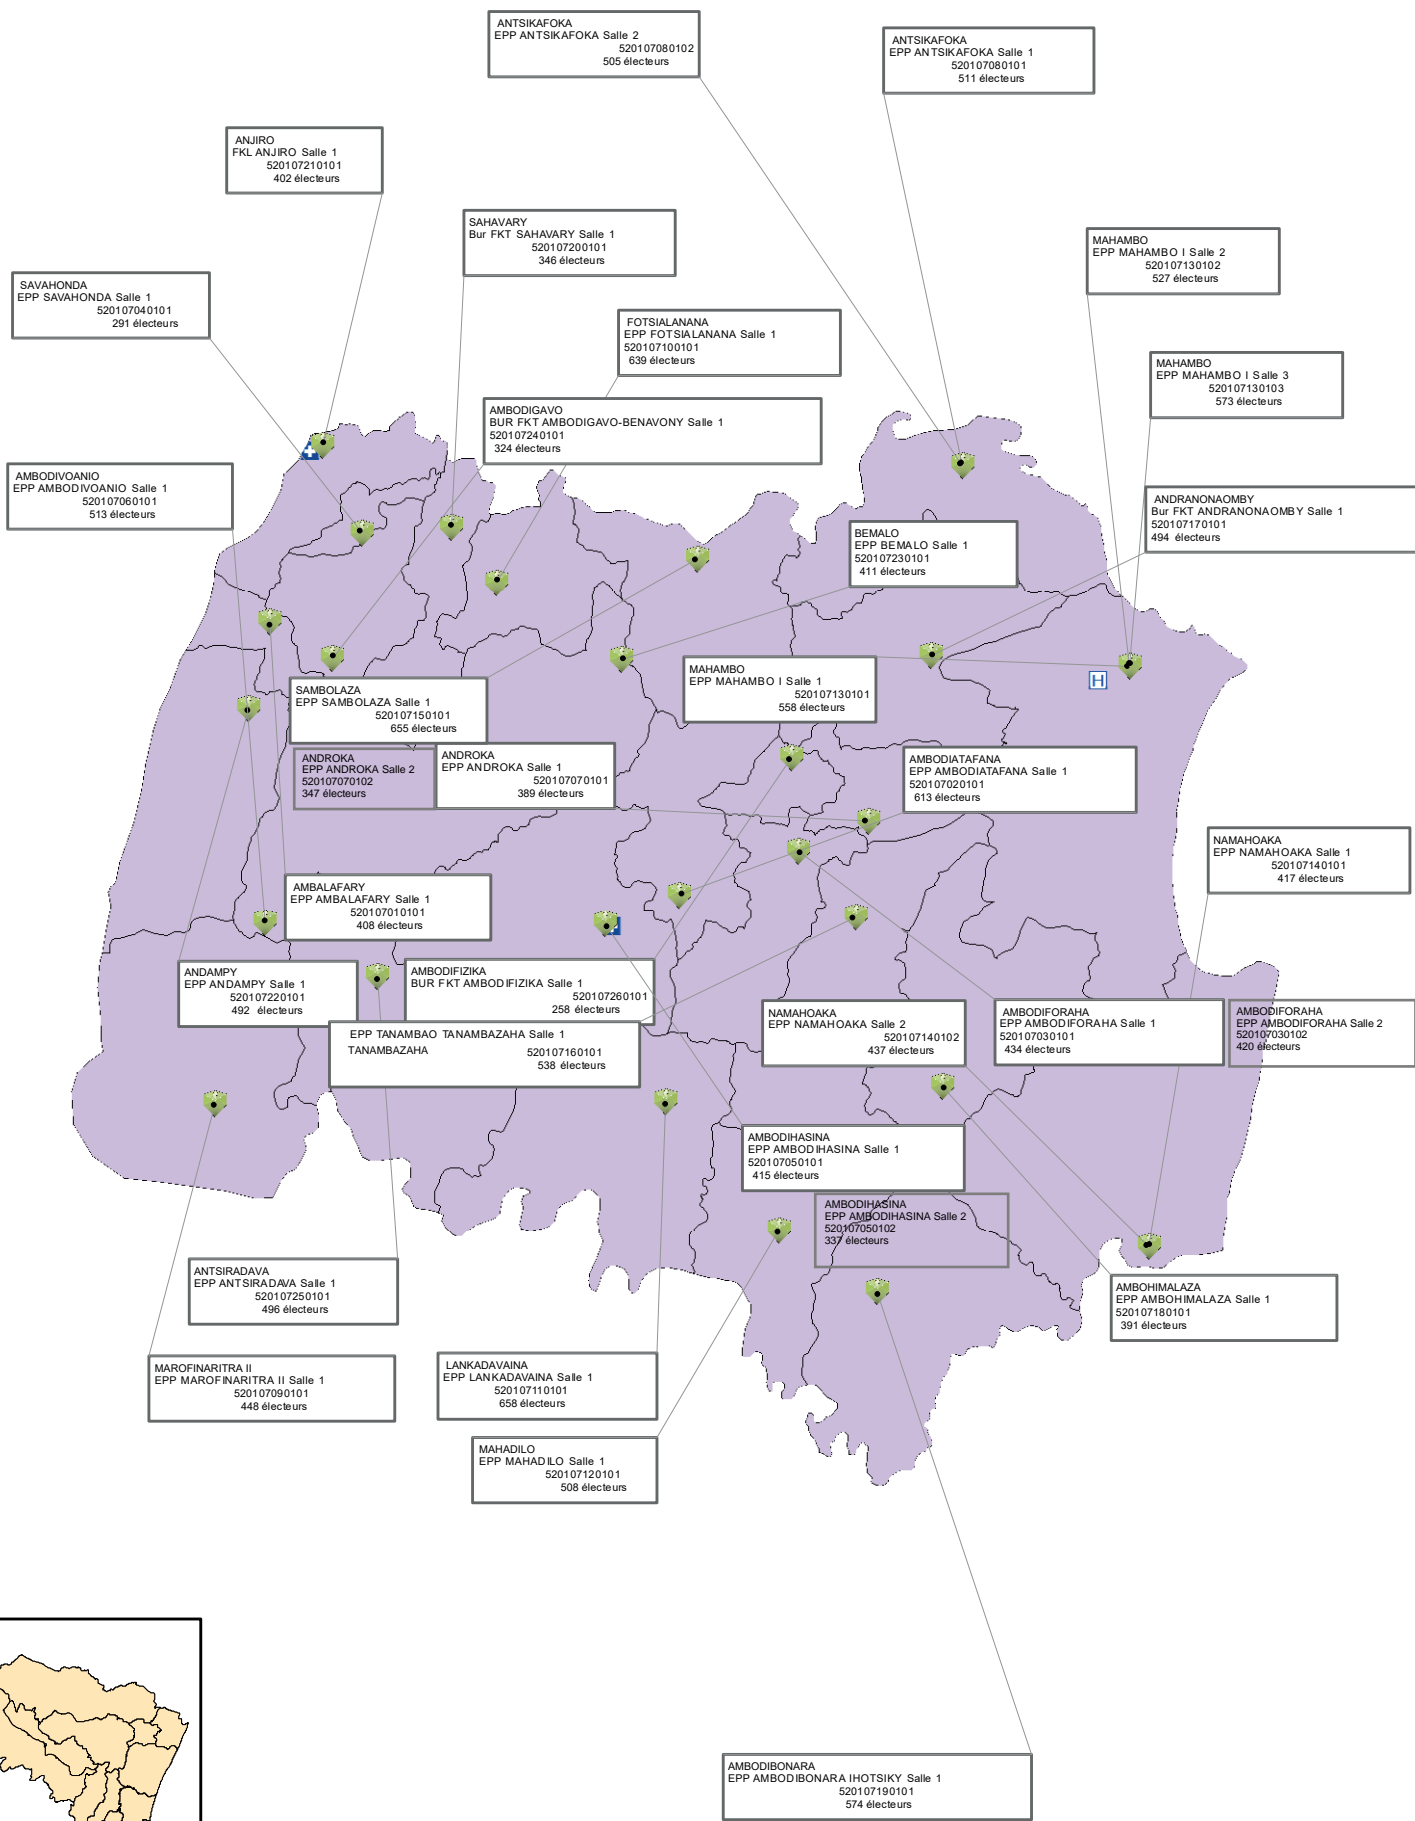 ANTSIKAFOKA
EPP ANTSIKAFOKA Salle 2
520107080102
505 électeurs
ANTSIKAFOKA
EPP ANTSIKAFOKA Salle 1
520107080101
511 électeurs
ANJIRO
FKL ANJIRO Salle 1
520107210101
402 électeurs
SAHAVARY
Bur FKT SAHAVARY Salle 1
520107200101
346 électeurs
MAHAMBO
EPP MAHAMBO I Salle 2
520107130102
527 électeurs
SAVAHONDA
EPP SAVAHONDA Salle 1
520107040101
291 électeurs
FOTSIALANANA
EPP FOTSIALANANA Salle 1
520107100101
639 électeurs
MAHAMBO
EPP MAHAMBO I Salle 3
520107130103
573 électeurs
AMBODIGAVO
BUR FKT AMBODIGAVO-BENAVONY Salle 1
520107240101
324 électeurs
AMBODIVOANIO
EPP AMBODIVOANIO Salle 1
520107060101
513 électeurs
ANDRANONAOMBY
Bur FKT ANDRANONAOMBY Salle 1
520107170101
494 électeurs
BEMALO
EPP BEMALO Salle 1
520107230101
411 électeurs
MAHAMBO
EPP MAHAMBO I Salle 1
520107130101
558 électeurs
H
SAMBOLAZA
EPP SAMBOLAZA Salle 1
520107150101
655 électeurs
ANDROKA
EPP ANDROKA Salle 2
520107070102
347 électeurs
ANDROKA
EPP ANDROKA Salle 1
520107070101
389 électeurs
AMBODIATAFANA
EPP AMBODIATAFANA Salle 1
520107020101
613 électeurs
NAMAHOAKA
EPP NAMAHOAKA Salle 1
520107140101
417 électeurs
AMBALAFARY
EPP AMBALAFARY Salle 1
520107010101
408 électeurs
ANDAMPY
EPP ANDAMPY Salle 1
520107220101
492 électeurs
AMBODIFIZIKA
BUR FKT AMBODIFIZIKA Salle 1
520107260101
258 électeurs
EPP TANAMBAO TANAMBAZAHA Salle 1
TANAMBAZAHA 520107160101
538 électeurs
NAMAHOAKA
EPP NAMAHOAKA Salle 2
520107140102
437 électeurs
AMBODIFORAHA
EPP AMBODIFORAHA Salle 1
520107030101
434 électeurs
AMBODIFORAHA
EPP AMBODIFORAHA Salle 2
520107030102
420 électeurs
AMBODIHASINA
EPP AMBODIHASINA Salle 1
520107050101
415 électeurs
AMBODIHASINA
EPP AMBODIHASINA Salle 2
520107050102
337 électeurs
ANTSIRADAVA
EPP ANTSIRADAVA Salle 1
520107250101
496 électeurs
AMBOHIMALAZA
EPP AMBOHIMALAZA Salle 1
520107180101
391 électeurs
MAROFINARITRA II
EPP MAROFINARITRA II Salle 1
520107090101
448 électeurs
LANKADAVAINA
EPP LANKADAVAINA Salle 1
520107110101
658 électeurs
MAHADILO
EPP MAHADILO Salle 1
520107120101
508 électeurs
AMBODIBONARA
EPP AMBODIBONARA IHOTSIKY Salle 1
520107190101
574 électeurs